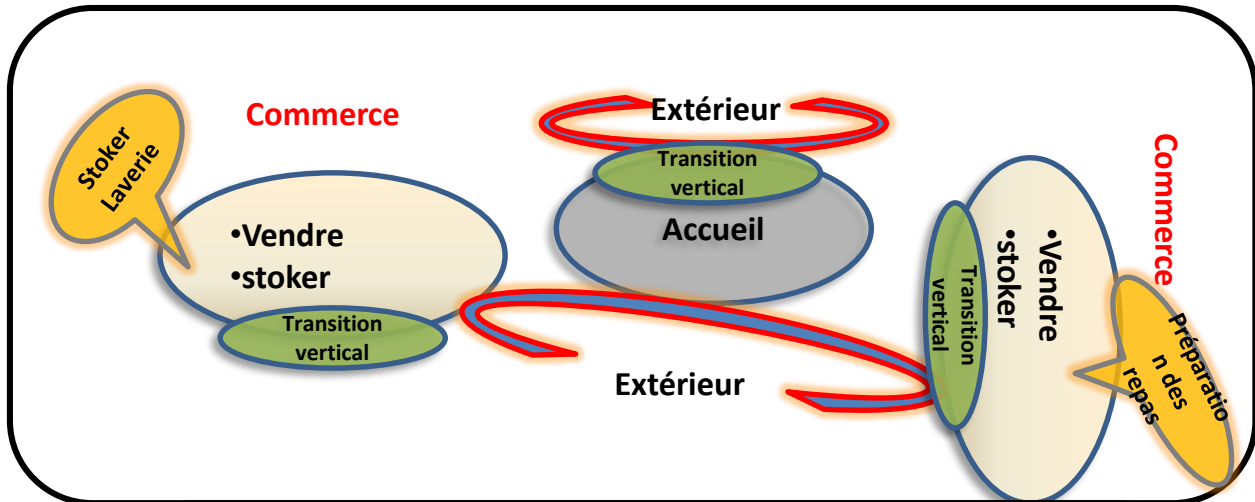 Stoker
Laverie
Commerce
•Vendre
•stoker
Transition
vertical
Extérieur
Transition
vertical
Accueil
Extérieur
Commerce
•Vendre
•stoker
Transition
vertical
Préparatio
n des
repas